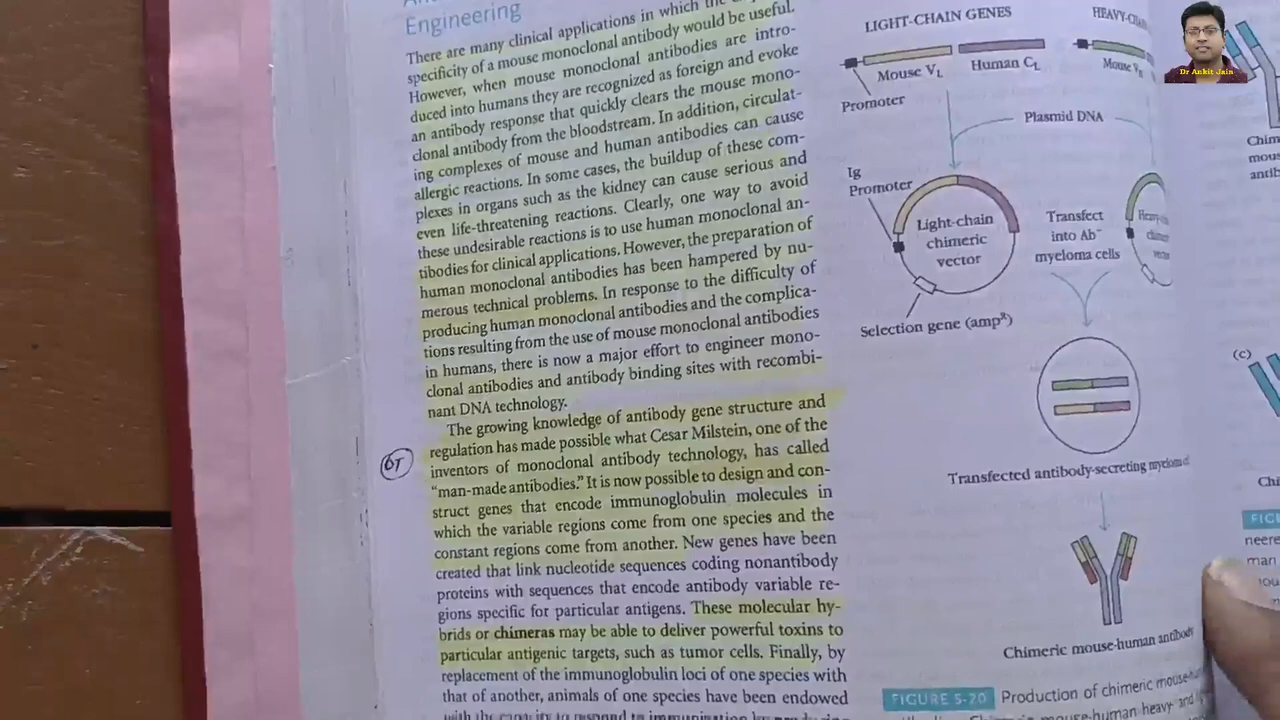 Engineering
There are many clinical applications in which the
specificity of a mouse monoclonal antibody would be useful.
However, when mouse monoclonal antibodies are intro-
duced into humans they are recognized as foreign and evoke
an antibody response that quickly clears the mouse mono-
clonal antibody from the bloodstream. In addition, circulat-
ing complexes of mouse and human antibodies can cause
allergic reactions. In some cases, the buildup of these com-
plexes in organs such as the kidney can cause serious and
even life-threatening reactions. Clearly, one way to avoid
these undesirable reactions is to use human monoclonal an-
tibodies for clinical applications. However, the preparation of
human monoclonal antibodies has been hampered by nu-
merous technical problems. In response to the difficulty of
producing human monoclonal antibodies and the complica-
tions resulting from the use of mouse monoclonal antibodies
in humans, there is now a major effort to engineer mono-
clonal antibodies and antibody binding sites with recombi-
nant DNA technology.
The growing knowledge of antibody gene structure and
regulation has made possible what Cesar Milstein, one of the
inventors of monoclonal antibody technology, has called
“man-made antibodies.” It is now possible to design and con-
struct genes that encode immunoglobulin molecules in
which the variable regions come from one species and the
constant regions come from another. New genes have been
created that link nucleotide sequences coding nonantibody
proteins with sequences that encode antibody variable re-
gions specific for particular antigens. These molecular hy-
brids or chimeras may be able to deliver powerful toxins to
particular antigenic targets, such as tumor cells. Finally, by
replacement of the immunoglobulin loci of one species with
that of another, animals of one species have been endowed
LIGHT-CHAIN GENES
Mouse VL
Human CL
Mouse
Promoter
Plasmid DNA
Ig
Promoter
Light-chain
chimeric
vector
Transfect
into Ab⁻
myeloma cells
Selection gene (ampR)
Transfected antibody-secreting
Chimeric mouse-human antibody
FIGURE 5-20 Production of chimeric
mouse-human heavy and
(c)
Dr Ankit Jain